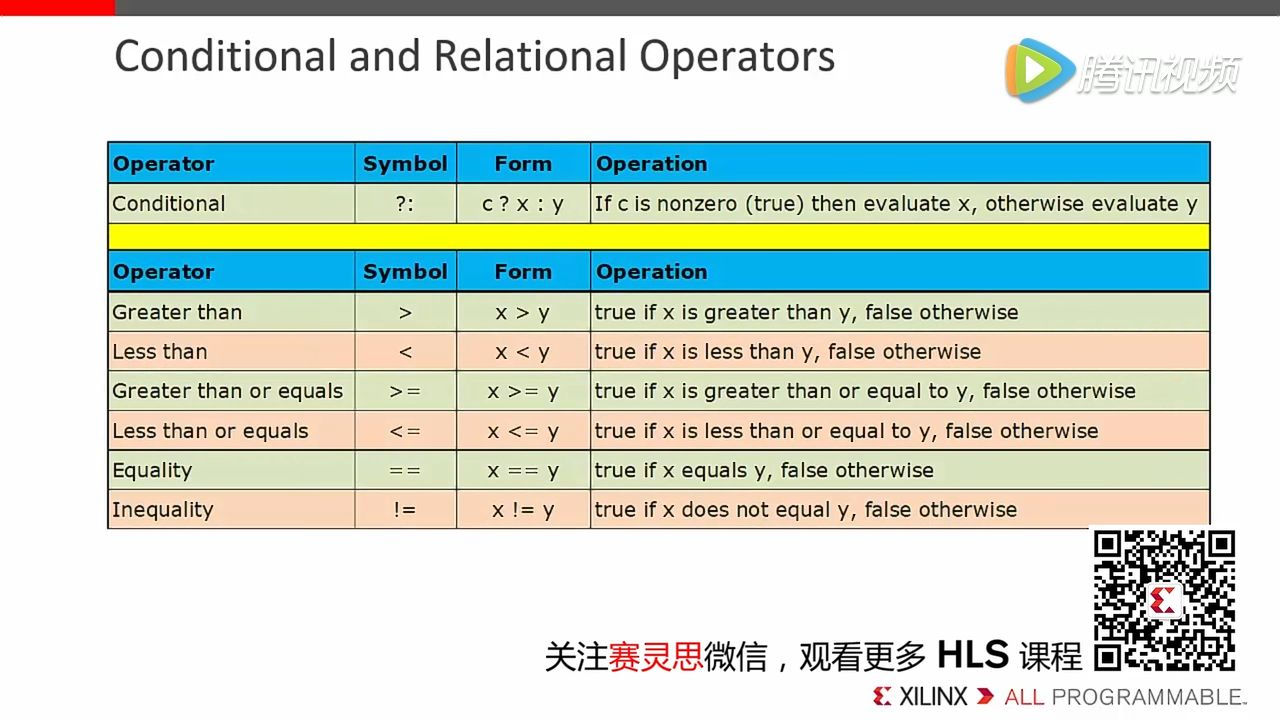 Conditional and Relational Operators
腾讯视频
Operator Symbol Form Operation
Conditional ?: c ? x : y If c is nonzero (true) then evaluate x, otherwise evaluate y
Operator Symbol Form Operation
Greater than > x > y true if x is greater than y, false otherwise
Less than < x < y true if x is less than y, false otherwise
Greater than or equals >= x >= y true if x is greater than or equal to y, false otherwise
Less than or equals <= x <= y true if x is less than or equal to y, false otherwise
Equality == x == y true if x equals y, false otherwise
Inequality != x != y true if x does not equal y, false otherwise
关注赛灵思微信，观看更多 HLS 课程
XILINX ALL PROGRAMMABLE™